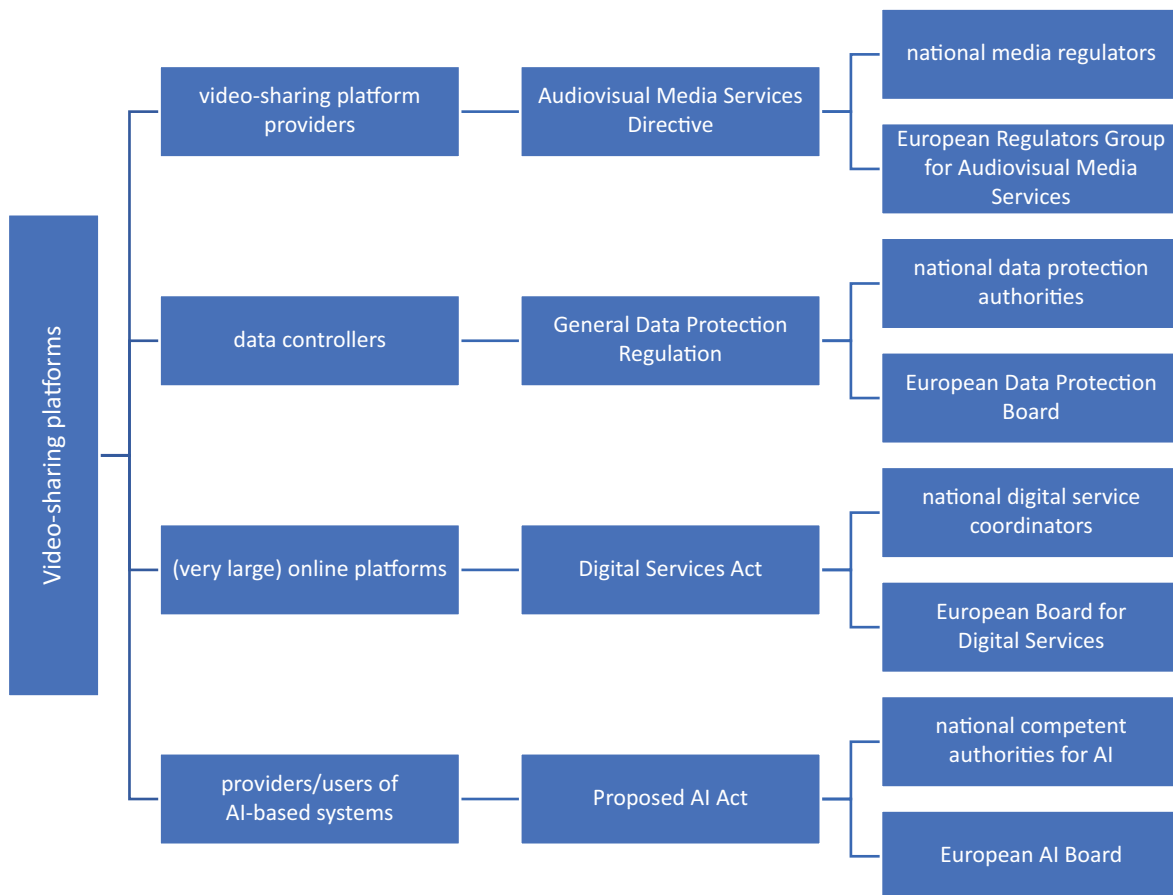 Video-sharing platforms
video-sharing platform
providers
Audiovisual Media Services
Directive
national media regulators
European Regulators Group
for Audiovisual Media
Services
data controllers
General Data Protection
Regulation
national data protection
authorities
European Data Protection
Board
(very large) online platforms
Digital Services Act
national digital service
coordinators
European Board for
Digital Services
providers/users of
AI-based systems
Proposed AI Act
national competent
authorities for AI
European AI Board